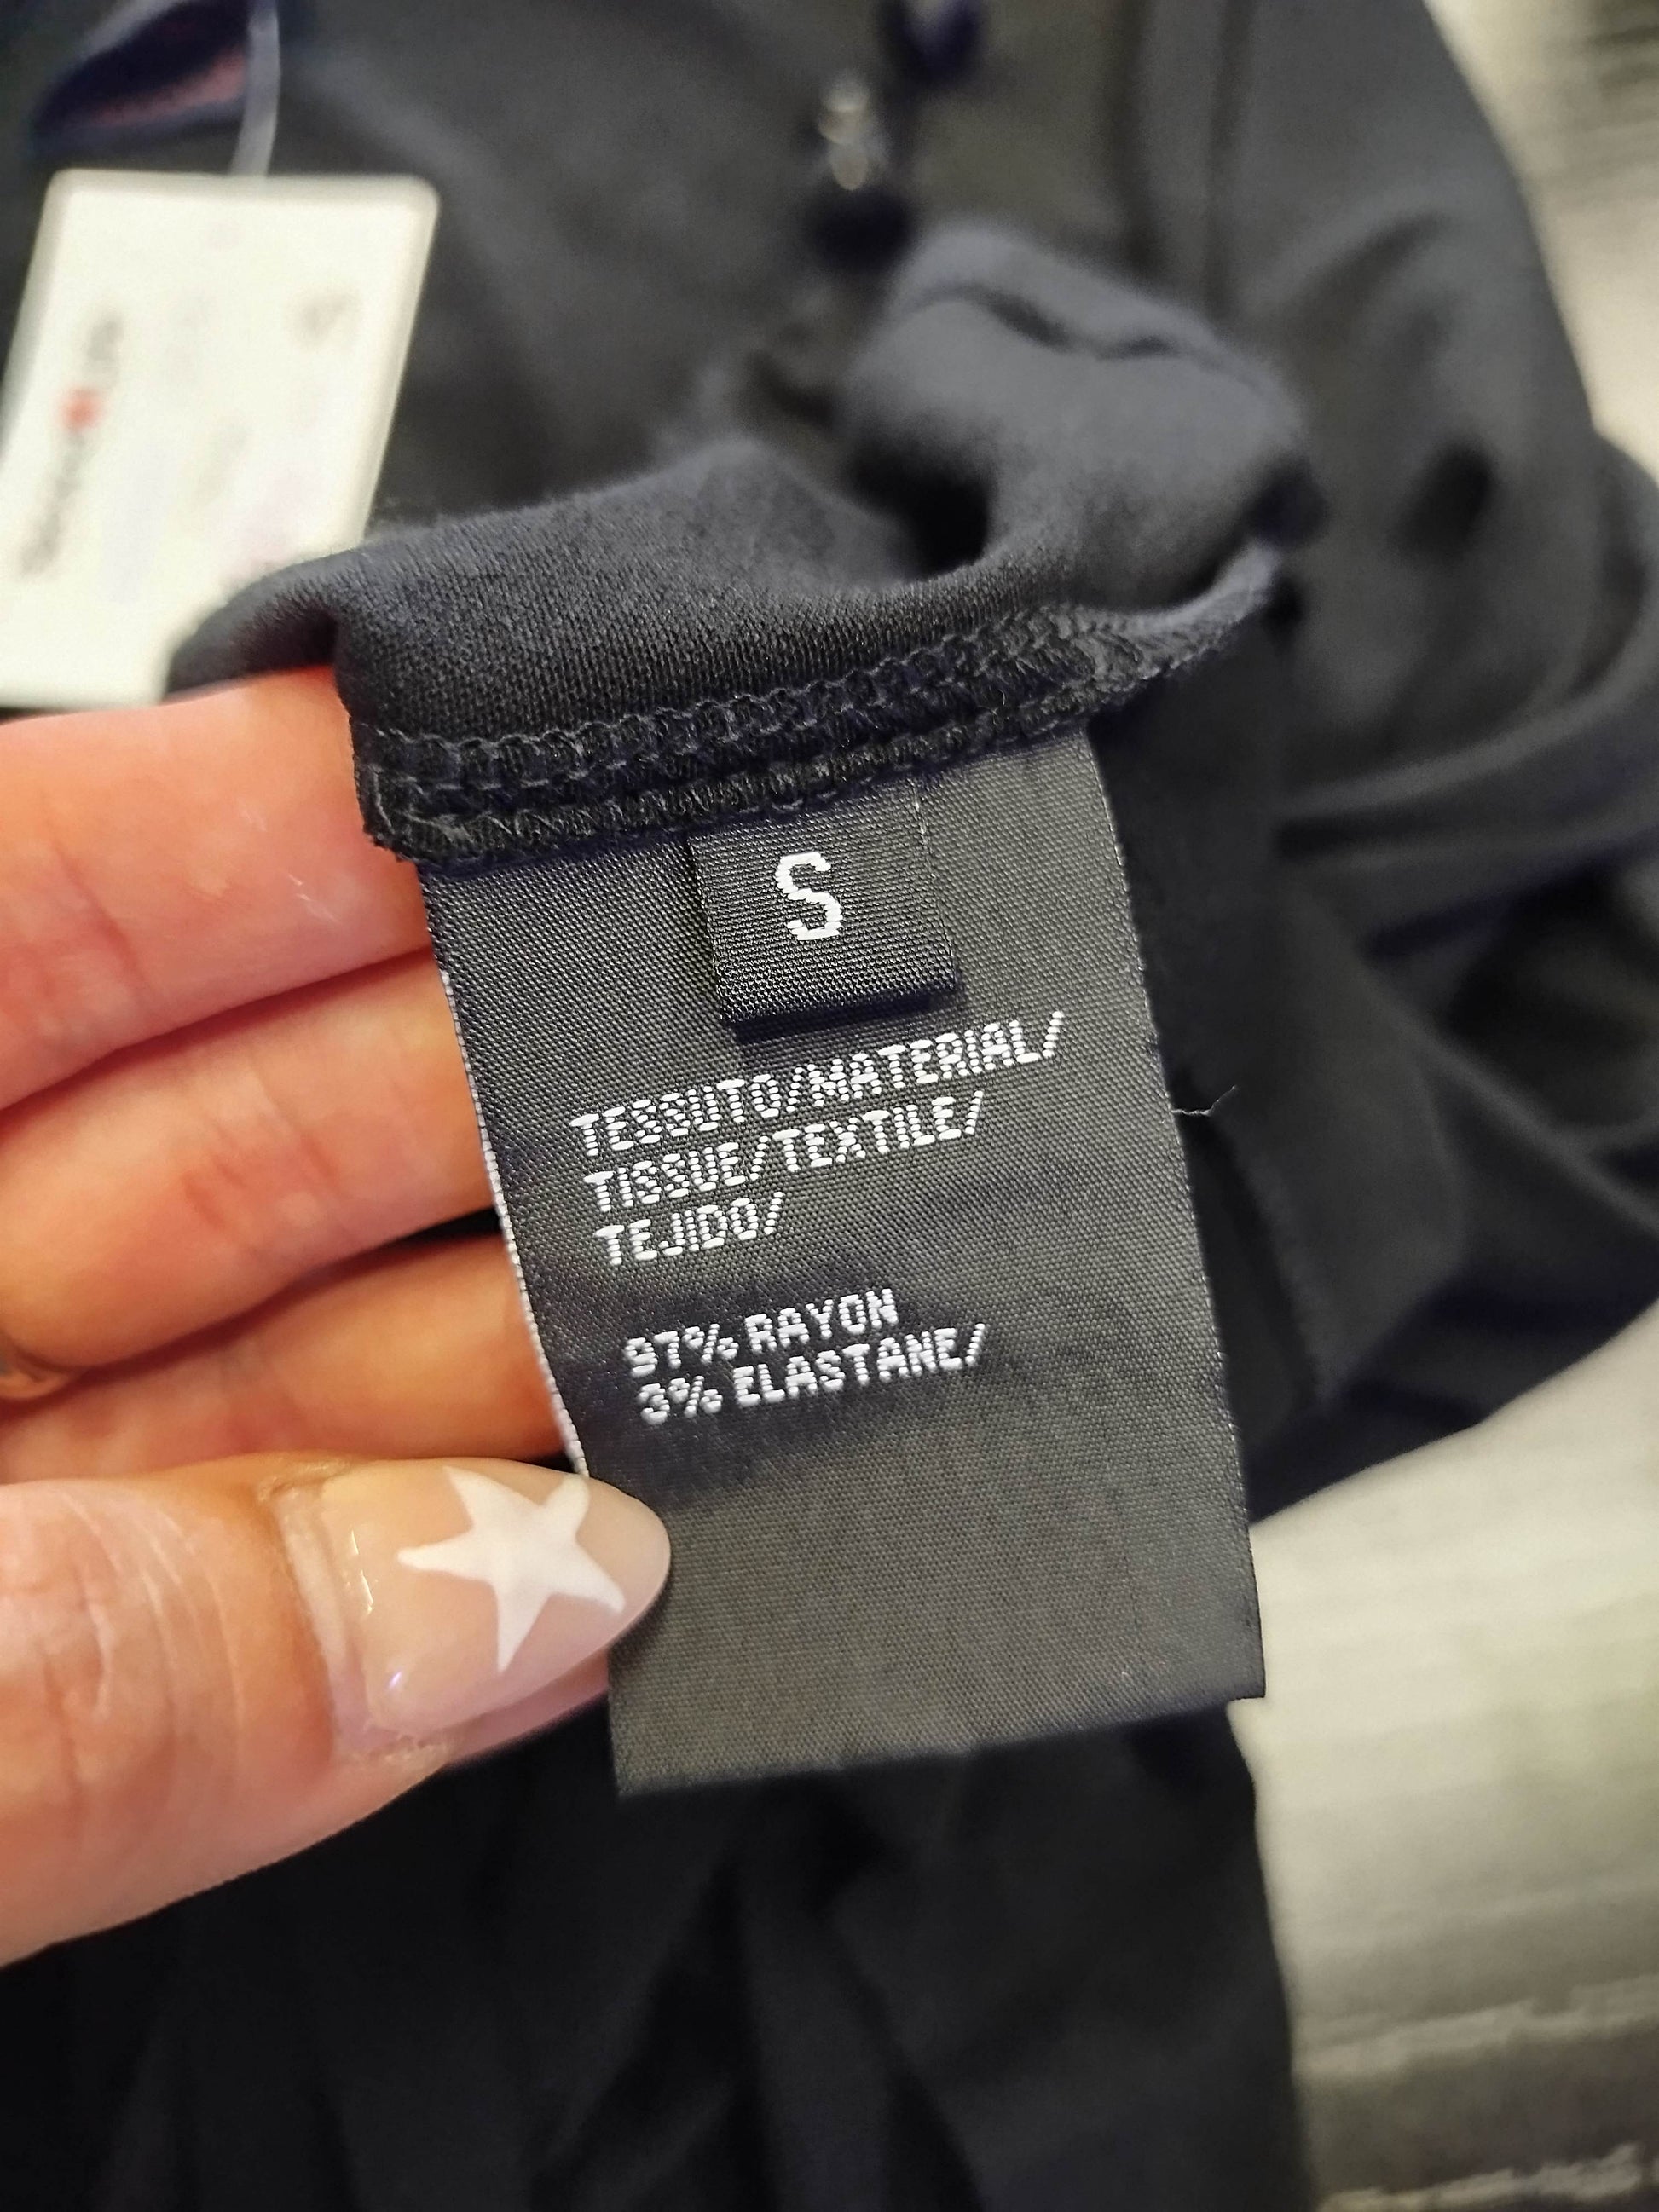 S
TESSUTO/MATERIAL/
TISSUE/TEXTILE/
TEJIDO/
97% RAYON
3% ELASTANE/